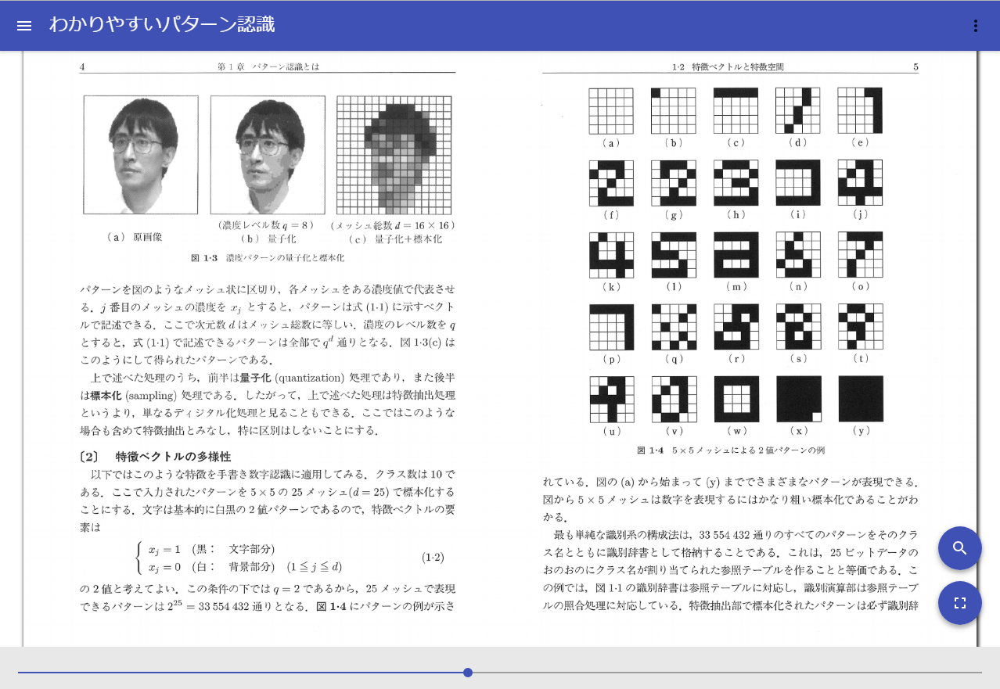 わかりやすいパターン認識
4
第1章 パターン認識とは
(a) 原画像
(濃度レベル数 q = 8)
(b) 量子化
(メッシュ総数 d = 16 × 16)
(c) 量子化+標本化
図 1·3 濃度パターンの量子化と標本化
パターンを図のようなメッシュ状に区切り,各メッシュをある濃度値で代表させ
る.j 番目のメッシュの濃度を xj とすると,パターンは式 (1·1) に示すベクト
ルで記述できる.ここで次元数 d はメッシュ総数に等しい.濃度のレベル数を q
とすると,式 (1·1) で記述できるパターンは全部で q^d 通りとなる.図 1·3(c) は
このようにして得られたパターンである.
上で述べた処理のうち,前半は量子化 (quantization) 処理であり,また後半
は標本化 (sampling) 処理である.したがって,上で述べた処理は特徴抽出処理
というより,単なるディジタル化処理と見ることもできる.ここではこのような
場合も含めて特徴抽出とみなし,特に区別はしないことにする.
〔2〕 特徴ベクトルの多様性
以下ではこのような特徴を手書き数字認識に適用してみる.クラス数は 10 で
ある.ここで入力されたパターンを 5 × 5 の 25 メッシュ(d = 25) で標本化する
ことにする.文字は基本的に白黒の 2 値パターンであるので,特徴ベクトルの要
素は
xj = 1 (黒: 文字部分)
xj = 0 (白: 背景部分) (1 ≦ j ≦ d)
(1·2)
の 2 値と考えてよい.この条件の下では q = 2 であるから,25 メッシュで表現
できるパターンは 2^25 = 33 554 432 通りとなる.図 1·4 にパターンの例が示さ
1·2 特徴ベクトルと特徴空間
5
(a) (b) (c) (d) (e)
(f) (g) (h) (i) (j)
(k) (l) (m) (n) (o)
(p) (q) (r) (s) (t)
(u) (v) (w) (x) (y)
図 1·4 5 × 5 メッシュによる 2 値パターンの例
れている.図の (a) から始まって (y) まででさまざまなパターンが表現できる.
図から 5 × 5 メッシュは数字を表現するにはかなり粗い標本化であることがわ
かる.
最も単純な識別系の構成法は,33 554 432 通りのすべてのパターンをそのクラ
ス名とともに識別辞書として格納することである.これは,25 ビットデータの
おのおのにクラス名が割り当てられた参照テーブルを作ることと等価である.こ
の例では,図 1·1 の識別辞書は参照テーブルに対応し,識別演算部は参照テーブ
ルの照合処理に対応している.特徴抽出部で標本化されたパターンは必ず識別辞